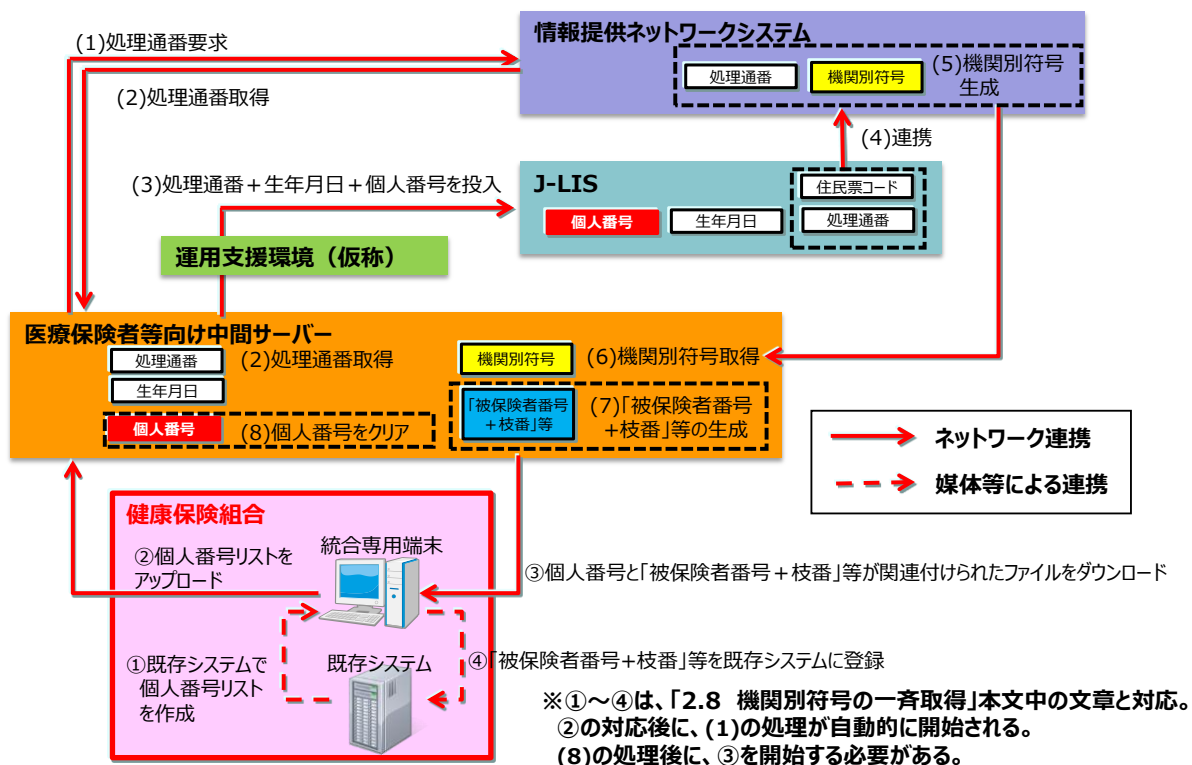 (1)処理通番要求
(2)処理通番取得
情報提供ネットワークシステム
処理通番
機関別符号
(5)機関別符号
生成
(4)連携
(3)処理通番＋生年月日＋個人番号を投入
J-LIS
住民票コード
個人番号
生年月日
処理通番
運用支援環境（仮称）
医療保険者等向け中間サーバー
処理通番
(2)処理通番取得
生年月日
個人番号
(8)個人番号をクリア
機関別符号
(6)機関別符号取得
「被保険者番号
＋枝番」等
(7)「被保険者番号
＋枝番」等の生成
ネットワーク連携
媒体等による連携
健康保険組合
②個人番号リストを
アップロード
統合専用端末
③個人番号と「被保険者番号＋枝番」等が関連付けられたファイルをダウンロード
①既存システムで
個人番号リスト
を作成
既存システム
④「被保険者番号+枝番」等を既存システムに登録
※①～④は、「2.8 機関別符号の一斉取得」本文中の文章と対応。
②の対応後に、(1)の処理が自動的に開始される。
(8)の処理後に、③を開始する必要がある。